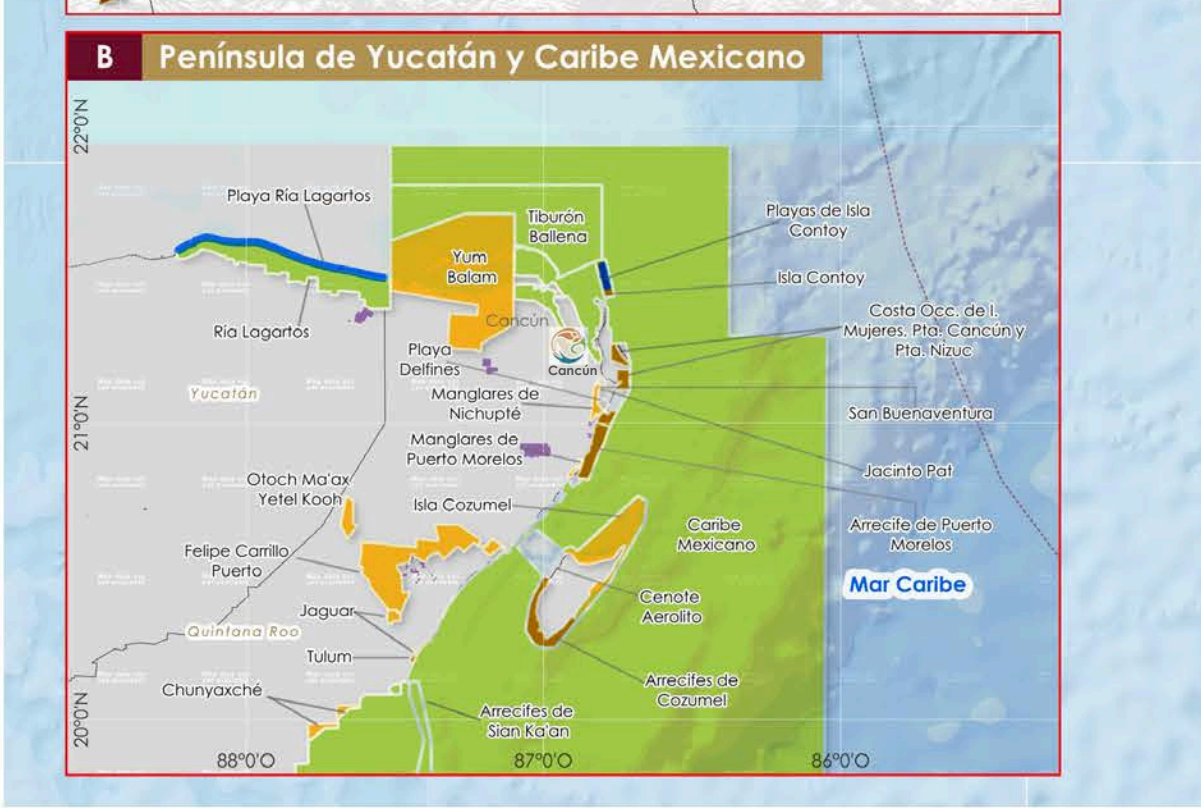 B Península de Yucatán y Caribe Mexicano
22°0'N
Playa Ría Lagartos
Tiburón
Ballena
Playas de Isla
Contoy
Yum
Balam
Isla Contoy
Ría Lagartos
Cancún
Costa Occ. de I.
Mujeres, Pta. Cancún y
Pta. Nizuc
Playa
Delfines
Cancún
Yucatán
Manglares de
Nichupté
San Buenaventura
21°0'N
Manglares de
Puerto Morelos
Jacinto Pat
Otoch Ma'ax
Yetel Kooh
Isla Cozumel
Caribe
Mexicano
Arrecife de Puerto
Morelos
Felipe Carrillo
Puerto
Mar Caribe
Cenote
Aerolito
Jaguar
Quintana Roo
Tulum
Chunyaxché
Arrecifes de
Cozumel
Arrecifes de
Sian Ka'an
20°0'N
88°0'O
87°0'O
86°0'O